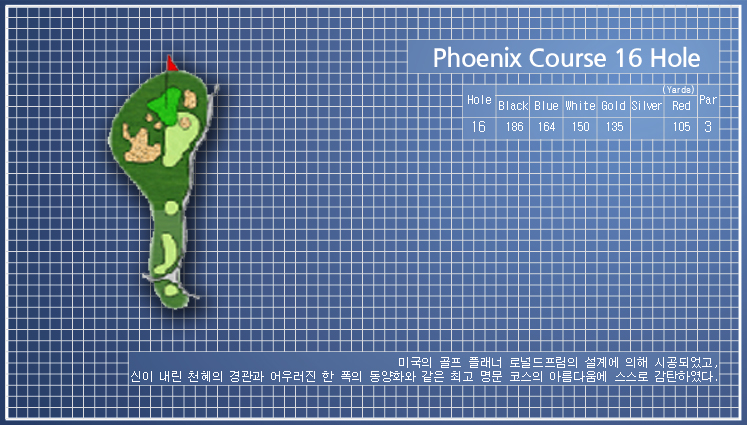 Phoenix Course 16 Hole
(Yards)
Hole Black Blue White Gold Silver Red Par
16 186 164 150 135 105 3
미국의 골프 플래너 로널드프림의 설계에 의해 시공되었고,
신이 내린 천혜의 경관과 어우러진 한 폭의 동양화와 같은 최고 명문 코스의 아름다움에 스스로 감탄하였다.